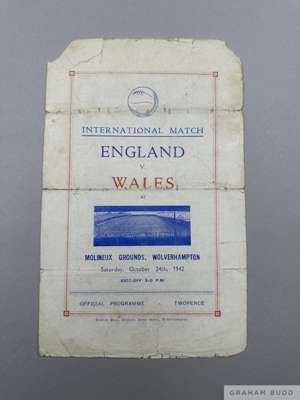 INTERNATIONAL MATCH
ENGLAND
V.
WALES
AT
MOLINEUX GROUNDS, WOLVERHAMPTON
Saturday, October 24th, 1942
KICK-OFF 3-0 P.M.
OFFICIAL PROGRAMME - TWOPENCE
GRAHAM BUDD